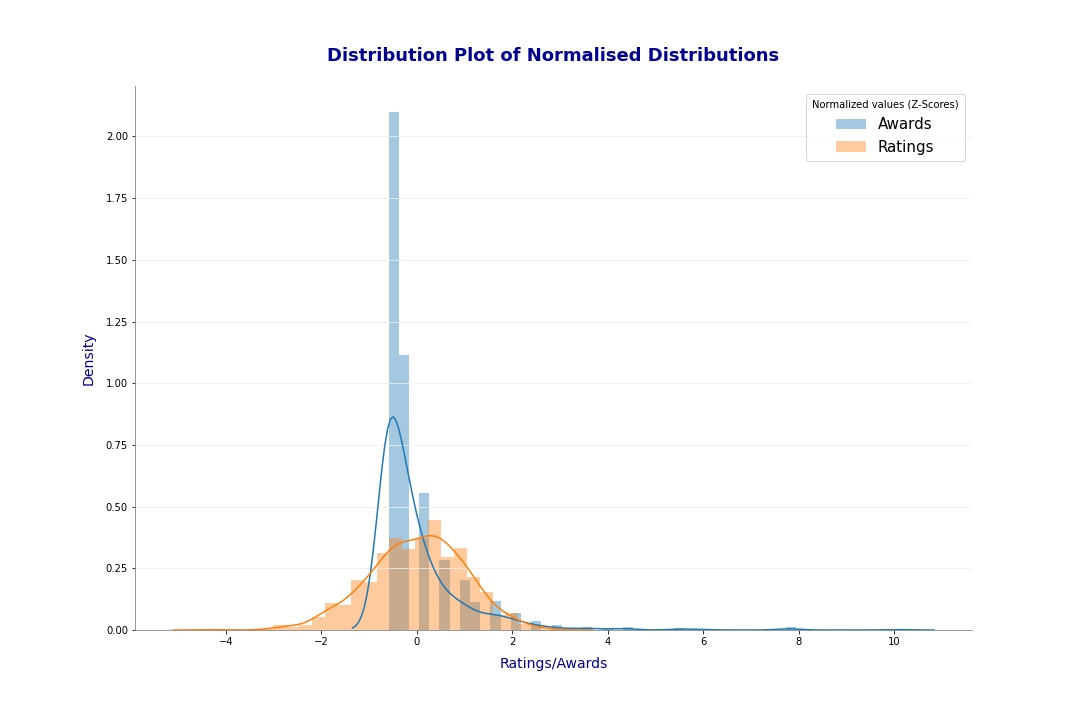 Distribution Plot of Normalised Distributions
Normalized values (Z-Scores)
Awards
Ratings
Density
2.00
1.75
1.50
1.25
1.00
0.75
0.50
0.25
0.00
−4 −2 0 2 4 6 8 10
Ratings/Awards